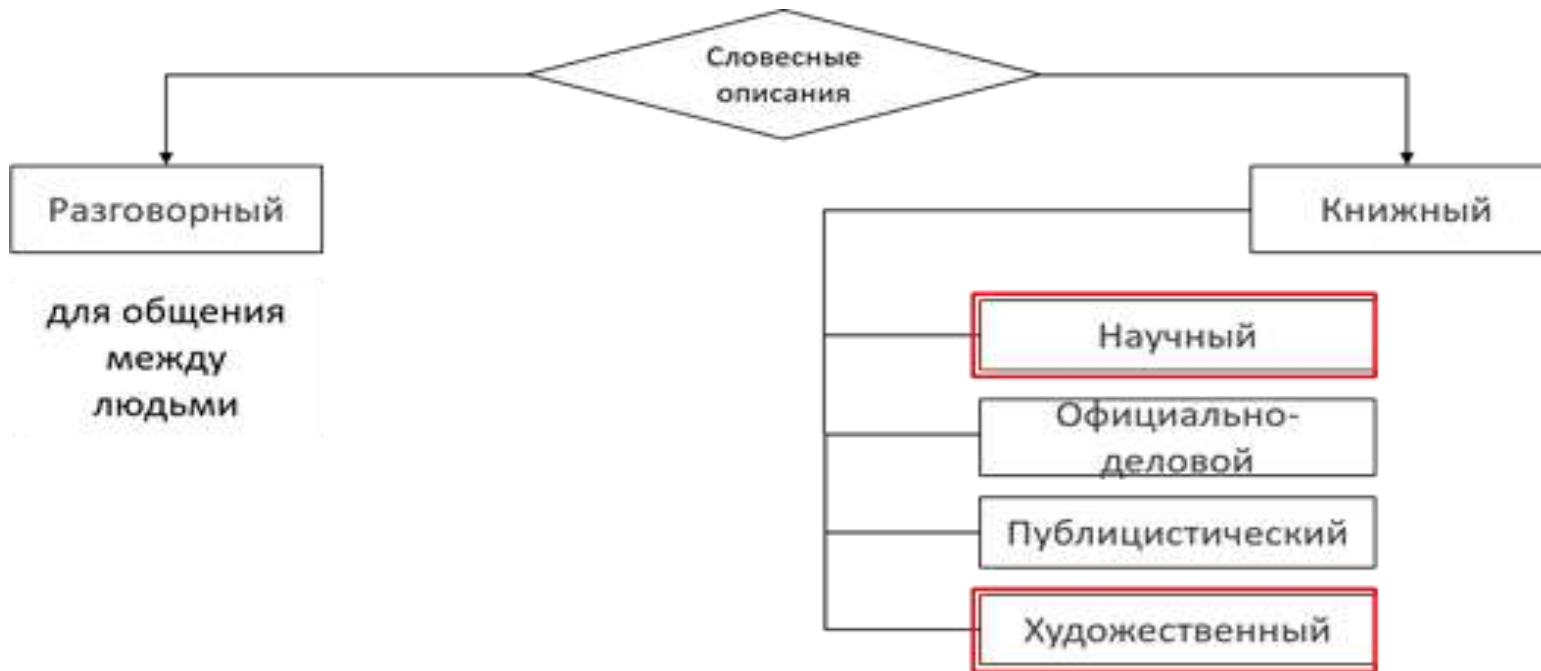 Словесные
описания
Разговорный
Книжный
для общения
между
людьми
Научный
Официально-
деловой
Публицистический
Художественный